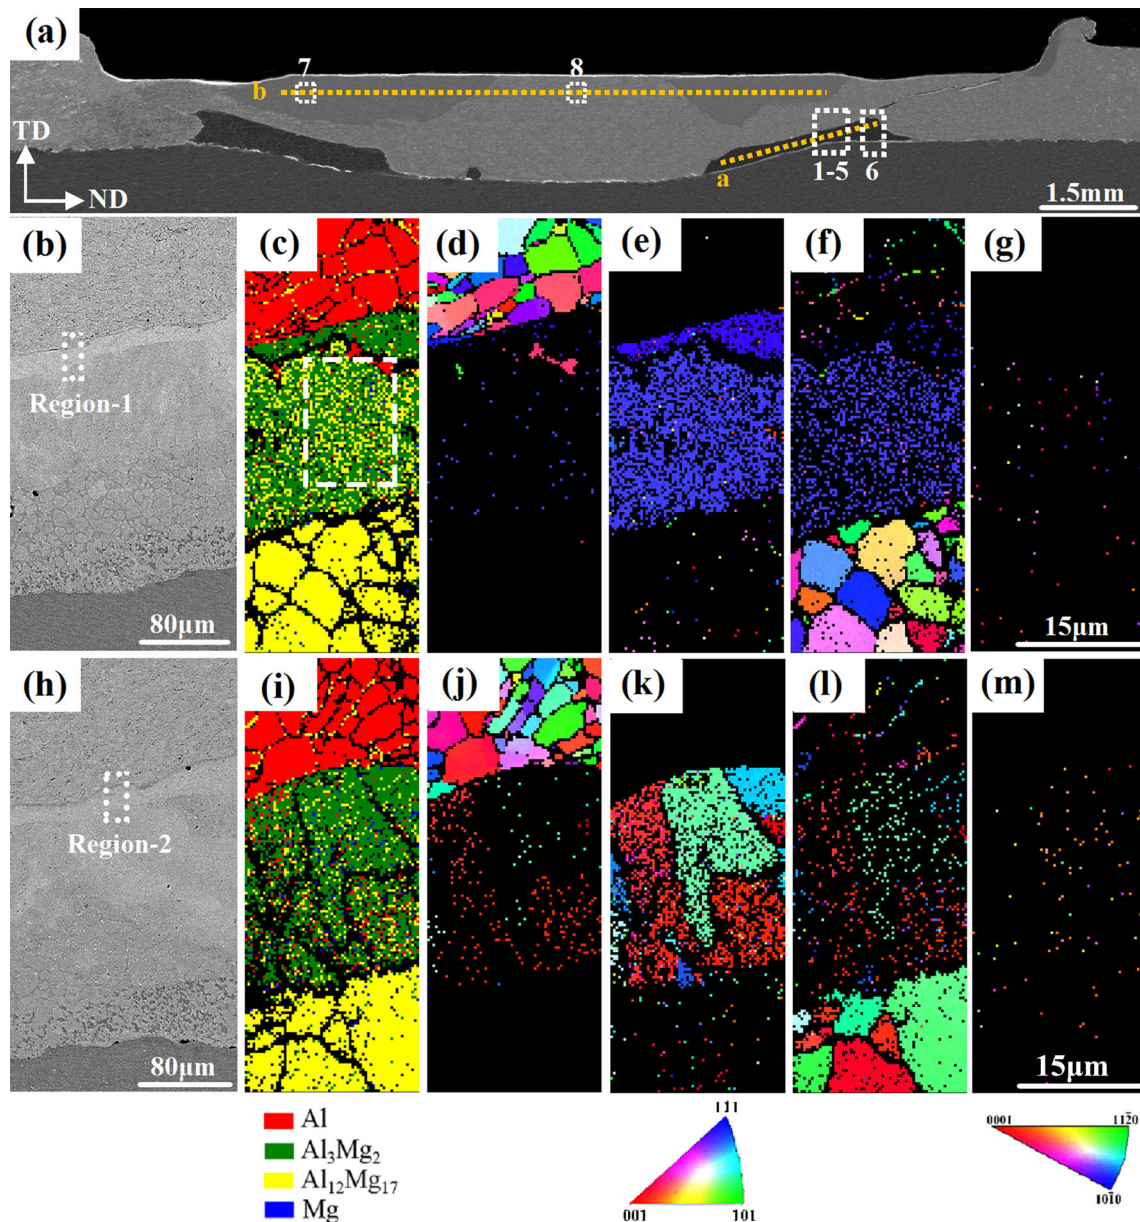 (a)
7
8
b
TD
ND
a
1-5
6
1.5mm
(b)
(c)
(d)
(e)
(f)
(g)
Region-1
80μm
15μm
(h)
(i)
(j)
(k)
(l)
(m)
Region-2
80μm
15μm
Al
Al₃Mg₂
Al₁₂Mg₁₇
Mg
111
001
101
0001
112̄0
101̄0